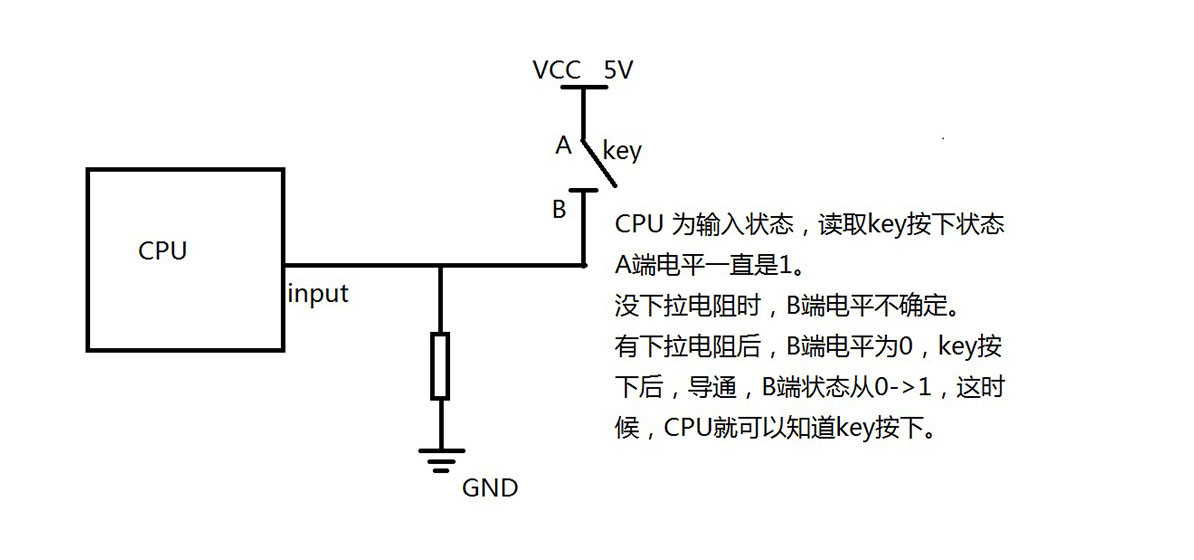 VCC 5V
A
key
B
CPU
input
CPU 为输入状态，读取key按下状态
A端电平一直是1。
没下拉电阻时，B端电平不确定。
有下拉电阻后，B端电平为0，key按
下后，导通，B端状态从0->1，这时
候，CPU就可以知道key按下。
GND